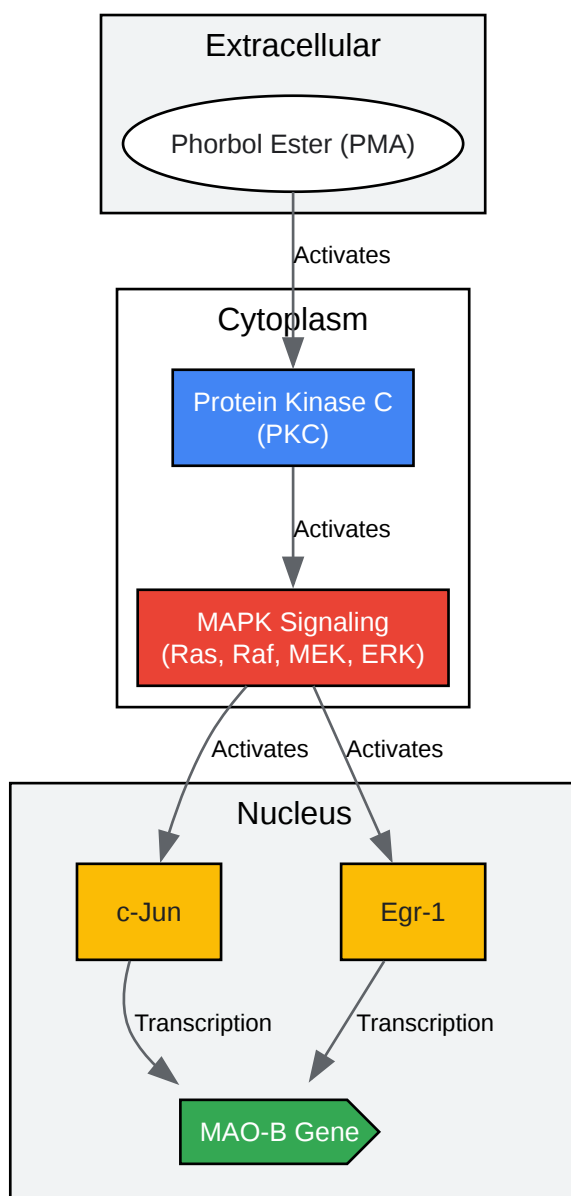 Extracellular
Phorbol Ester (PMA)
Activates
Cytoplasm
Protein Kinase C
(PKC)
Activates
MAPK Signaling
(Ras, Raf, MEK, ERK)
Activates
Activates
Nucleus
c-Jun
Egr-1
Transcription
Transcription
MAO-B Gene